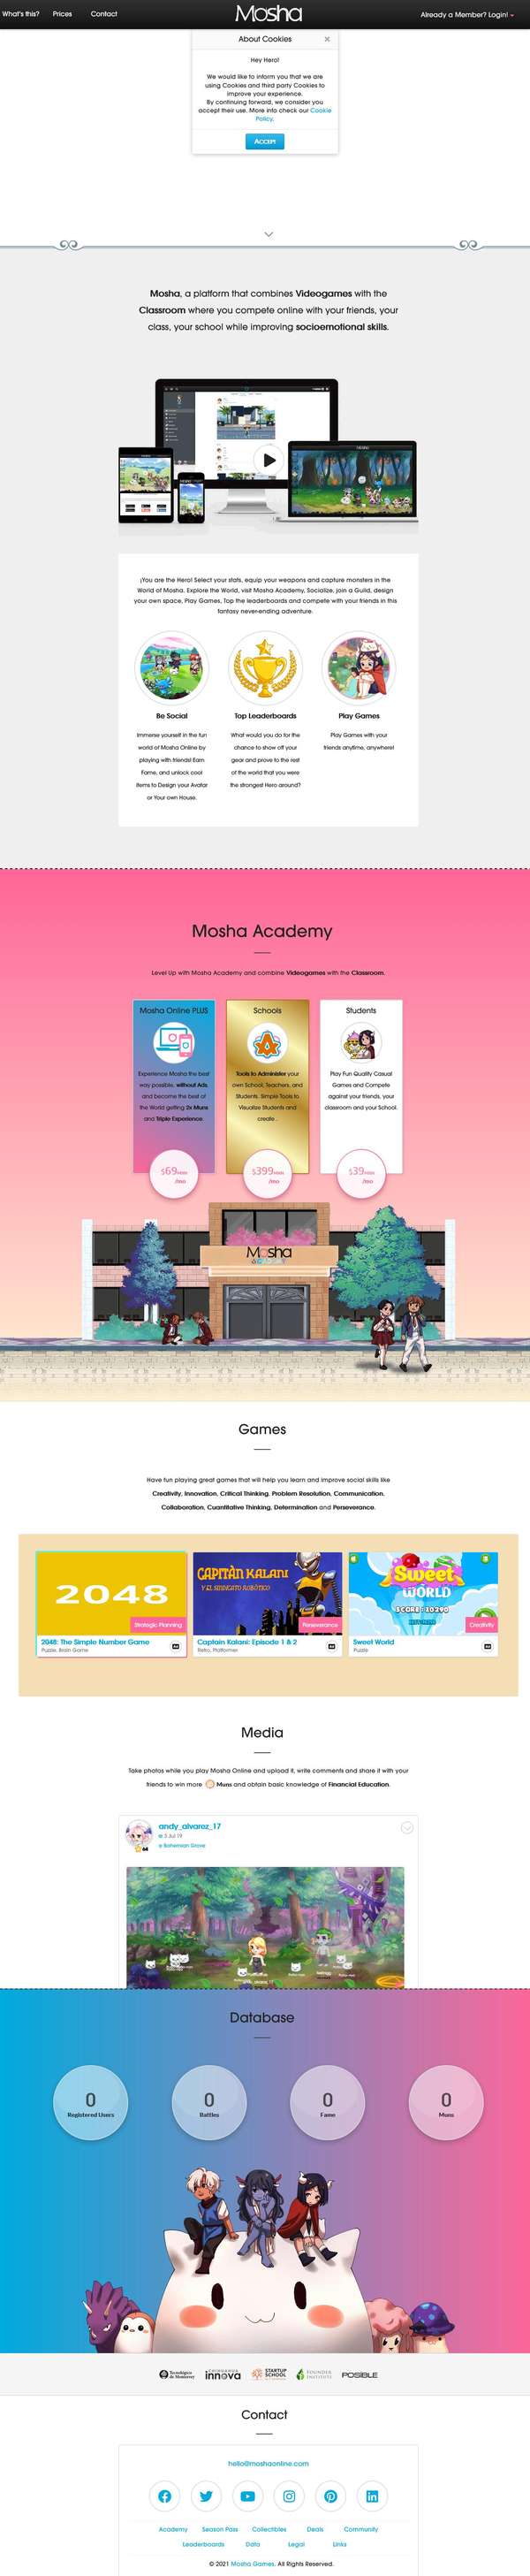 What's this?
Prices
Contact
Mosha
Already a Member? Login!
About Cookies
×
Hey Hero!
We would like to inform you that we are
using Cookies and third party Cookies to
improve your experience.
By continuing forward, we consider you
accept their use. More info check our Cookie
Policy.
Accept
Mosha, a platform that combines Videogames with the
Classroom where you compete online with your friends, your
class, your school while improving socioemotional skills.
¡You are the Hero! Select your stats, equip your weapons and capture monsters in the
World of Mosha. Explore the World, visit Mosha Academy, Socialize, join a Guild, design
your own space, Play Games, Top the leaderboards and compete with your friends in this
fantasy never-ending adventure.
Be Social
Immerse yourself in the fun
world of Mosha Online by
playing with friends! Earn
Fame, and unlock cool
items to Design your Avatar
or Your own House.
Top Leaderboards
What would you do for the
chance to show off your
gear and prove to the rest
of the world that you were
the strongest Hero around?
Play Games
Play Games with your
friends anytime, anywhere!
Mosha Academy
Level Up with Mosha Academy and combine Videogames with the Classroom.
Mosha Online PLUS
Experience Mosha the best
way possible, without Ads,
and become the best of
the World getting 2x Muns
and Triple Experience.
$69
/mo
Schools
Tools to Administer your
own School, Teachers, and
Students. Simple Tools to
Visualize Students and
create .
$399
/mo
Students
Play Fun Quality Casual
Games and Compete
against your friends, your
classroom and your School.
$39
/mo
Mosha
Games
Have fun playing great games that will help you learn and improve social skills like
Creativity, Innovation, Critical Thinking, Problem Resolution, Communication,
Collaboration, Cuantitative Thinking, Determination and Perseverance.
2048
Strategic Planning
2048: The Simple Number Game
Puzzle, Brain Game
CAPITÁN KALANI
Y EL SINDICATO ROBÓTICO
Perseverance
Captain Kalani: Episode 1 & 2
Retro, Platformer
Sweet
WORLD
SCORE: 10290
Creativity
Sweet World
Puzzle
Media
Take photos while you play Mosha Online and upload it, write comments and share it with your
friends to win more Muns and obtain basic knowledge of Financial Education.
andy_alvarez_17
3 Jul 19
Bohemian Grove
Database
0
Registered Users
0
Battles
0
Fame
0
Muns
Tecnológico
de Monterrey
innova
STARTUP
SCHOOL
FOUNDER
INSTITUTE
POSIBLE
Contact
hello@moshaonline.com
Academy
Season Pass
Collectibles
Deals
Community
Leaderboards
Data
Legal
Links
© 2021 Mosha Games. All Rights Reserved.